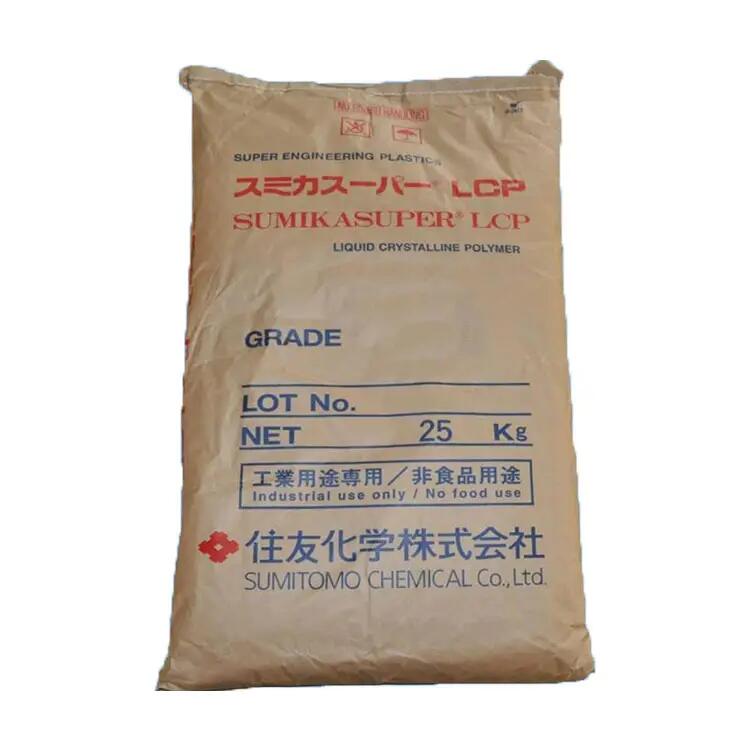 SUPER ENGINEERING PLASTICS
スミカスーパー® LCP
SUMIKASUPER® LCP
LIQUID CRYSTALLINE POLYMER
GRADE
LOT No.
NET 25 Kg
工業用途専用／非食品用途
Industrial use only / No food use
住友化学株式会社
SUMITOMO CHEMICAL Co., Ltd.